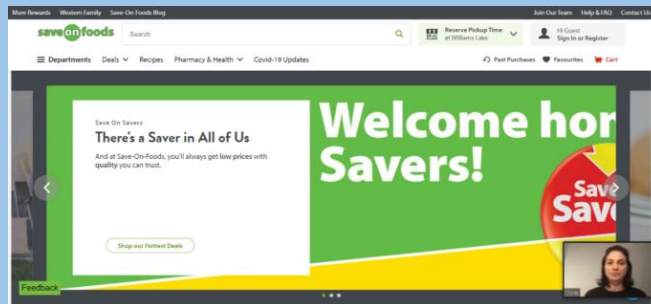 More Rewards Western Family Save-On-Foods Blog
Join Our Team Help & FAQ Contact Us
save on foods
Search
Reserve Pickup Time
at Williams Lake
Hi Guest
Sign In or Register
Departments Deals Recipes Pharmacy & Health Covid-19 Updates
Past Purchases Favourites Cart
Save On Savers
There's a Saver in All of Us
And at Save-On-Foods, you'll always get low prices with
quality you can trust.
Shop our Hottest Deals
Welcome hom
Savers!
Save
Save
Feedback